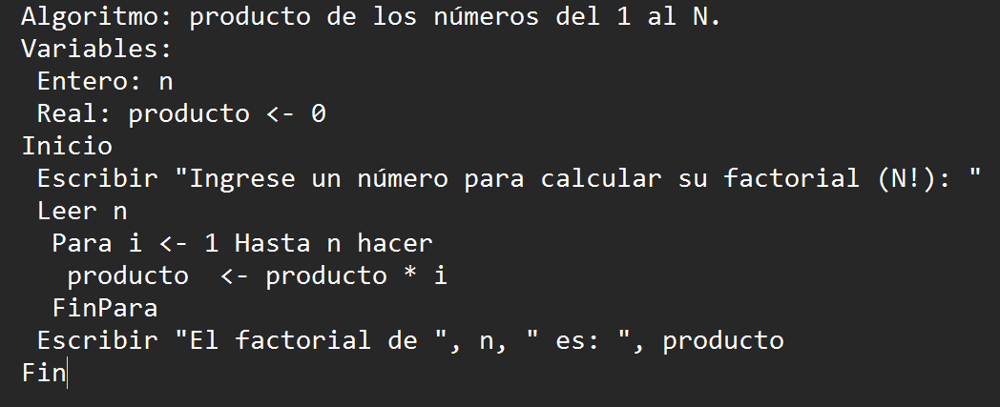 Algoritmo: producto de los números del 1 al N.
Variables:
 Entero: n
 Real: producto <- 0
Inicio
 Escribir "Ingrese un número para calcular su factorial (N!): "
 Leer n
  Para i <- 1 Hasta n hacer
   producto  <- producto * i
  FinPara
 Escribir "El factorial de ", n, " es: ", producto
Fin